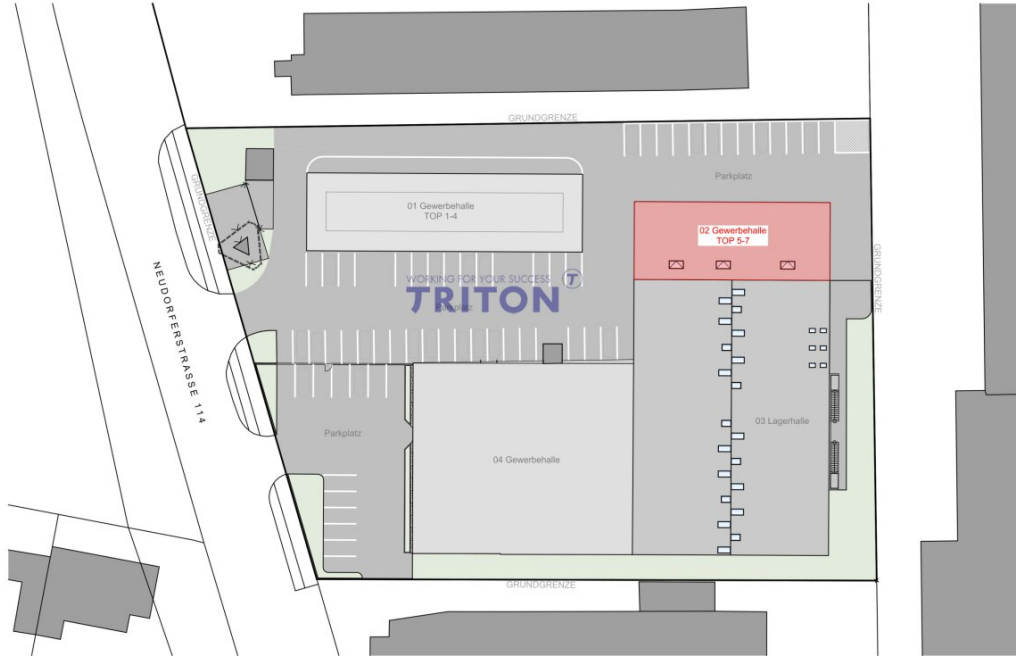 GRUNDGRENZE
Parkplatz
01 Gewerbehalle
TOP 1-4
GRUNDGRENZE
02 Gewerbehalle
TOP 5-7
GRUNDGRENZE
WORKING FOR YOUR SUCCESS
T
TRITON
Parkplatz
NEUDORFERSTRASSE 114
Parkplatz
03 Lagerhalle
04 Gewerbehalle
GRUNDGRENZE